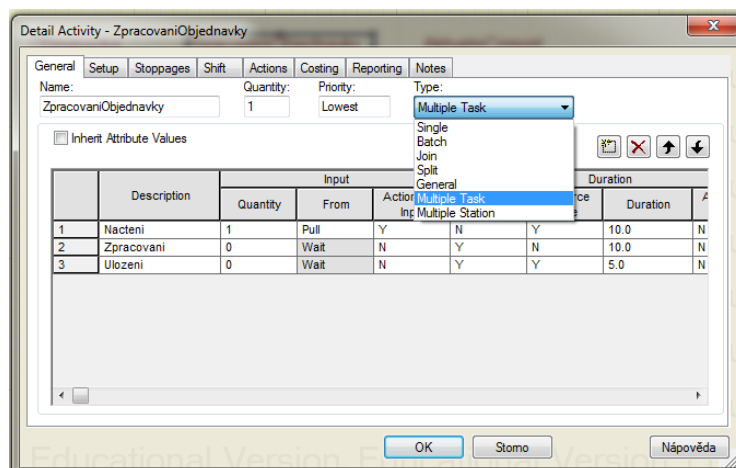 Detail Activity - ZpracovaniObjednavky
General Setup Stoppages Shift Actions Costing Reporting Notes
Name: Quantity: Priority: Type:
ZpracovaniObjednavky 1 Lowest Multiple Task
Single
Batch
Join
Split
General
Multiple Task
Multiple Station
Inherit Attribute Values
Input Duration
Description Quantity From Duration
1 Nacteni 1 Pull Y N Y 10.0 N
2 Zpracovani 0 Wait N Y N 10.0 N
3 Ulozeni 0 Wait N Y Y 5.0 N
OK Storno Nápověda
Educational Version